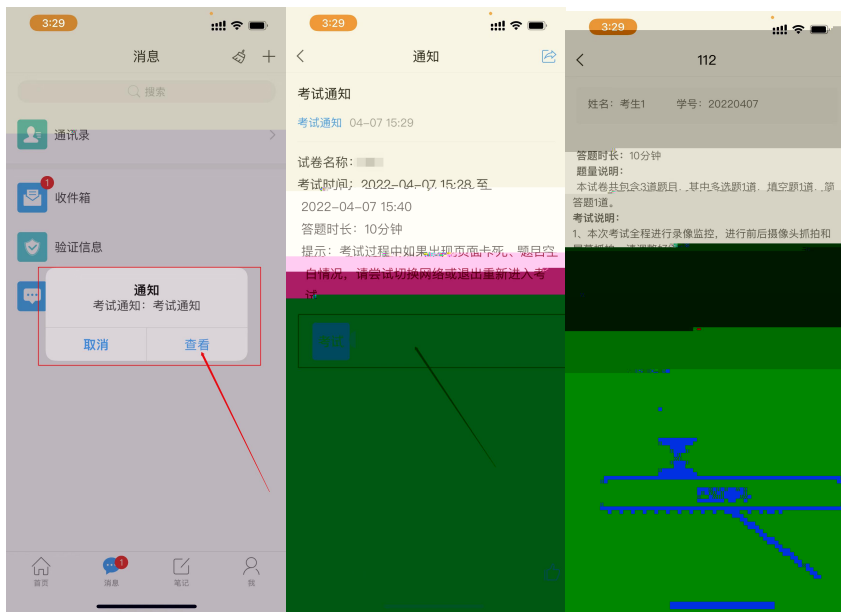 3:29
消息
搜索
通讯录
1
收件箱
验证信息
通知
考试通知：考试通知
取消
查看
首页
1
消息
笔记
我
3:29
通知
考试通知
考试通知 04-07 15:29
试卷名称：
考试时间：2022-04-07 15:28 至
2022-04-07 15:40
答题时长：10分钟
提示：考试过程中如果出现页面卡死、题目空
白情况，请尝试切换网络或退出重新进入考
试
3:29
112
姓名：考生1 学号：20220407
答题时长：10分钟
题量说明：
本试卷共包含3道题目，其中多选题1道，填空题1道，简
答题1道。
考试说明：
1、本次考试全程进行录像监控，进行前后摄像头抓拍和